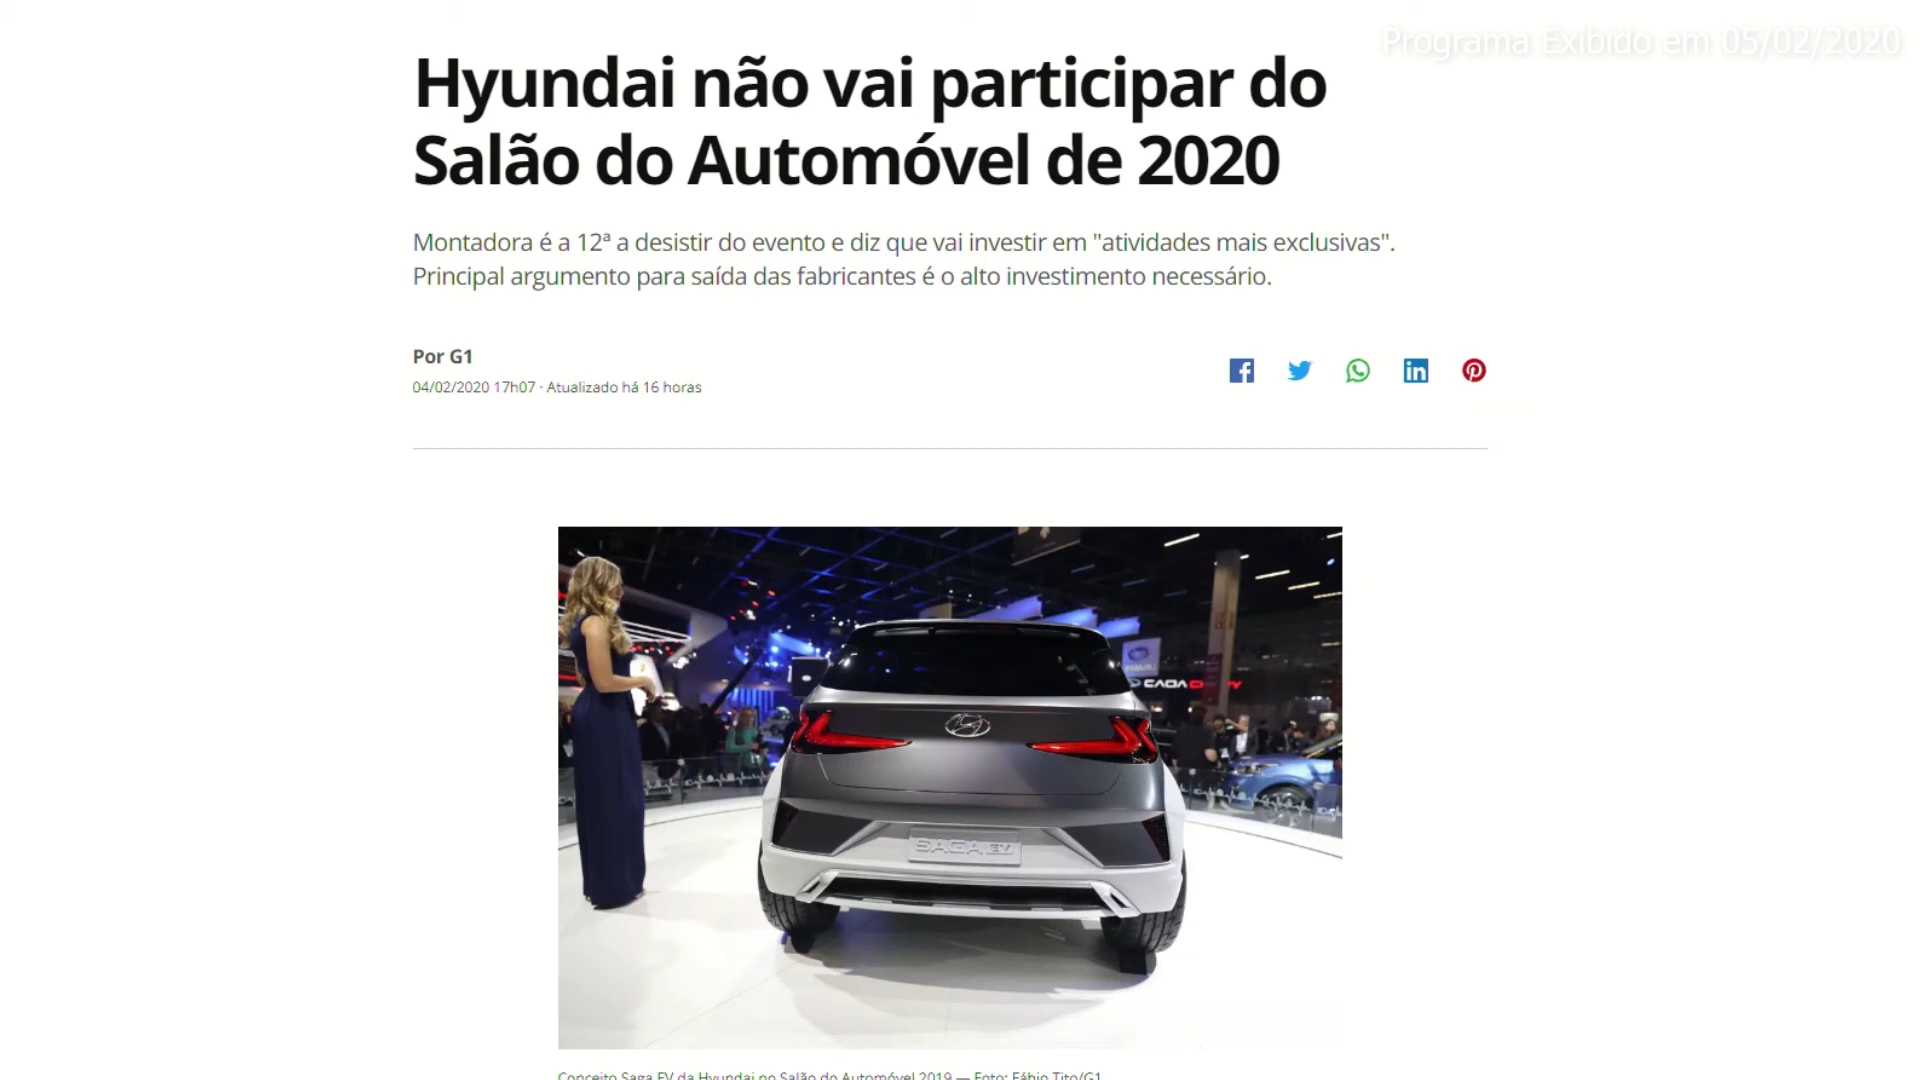 Programa Exibido em 05/02/2020
Hyundai não vai participar do
Salão do Automóvel de 2020
Montadora é a 12ª a desistir do evento e diz que vai investir em "atividades mais exclusivas".
Principal argumento para saída das fabricantes é o alto investimento necessário.
Por G1
04/02/2020 17h07 · Atualizado há 16 horas
CAOA CHERY
SAGA EV
Conceito Saga EV da Hyundai no Salão do Automóvel 2019 — Foto: Fábio Tito/G1